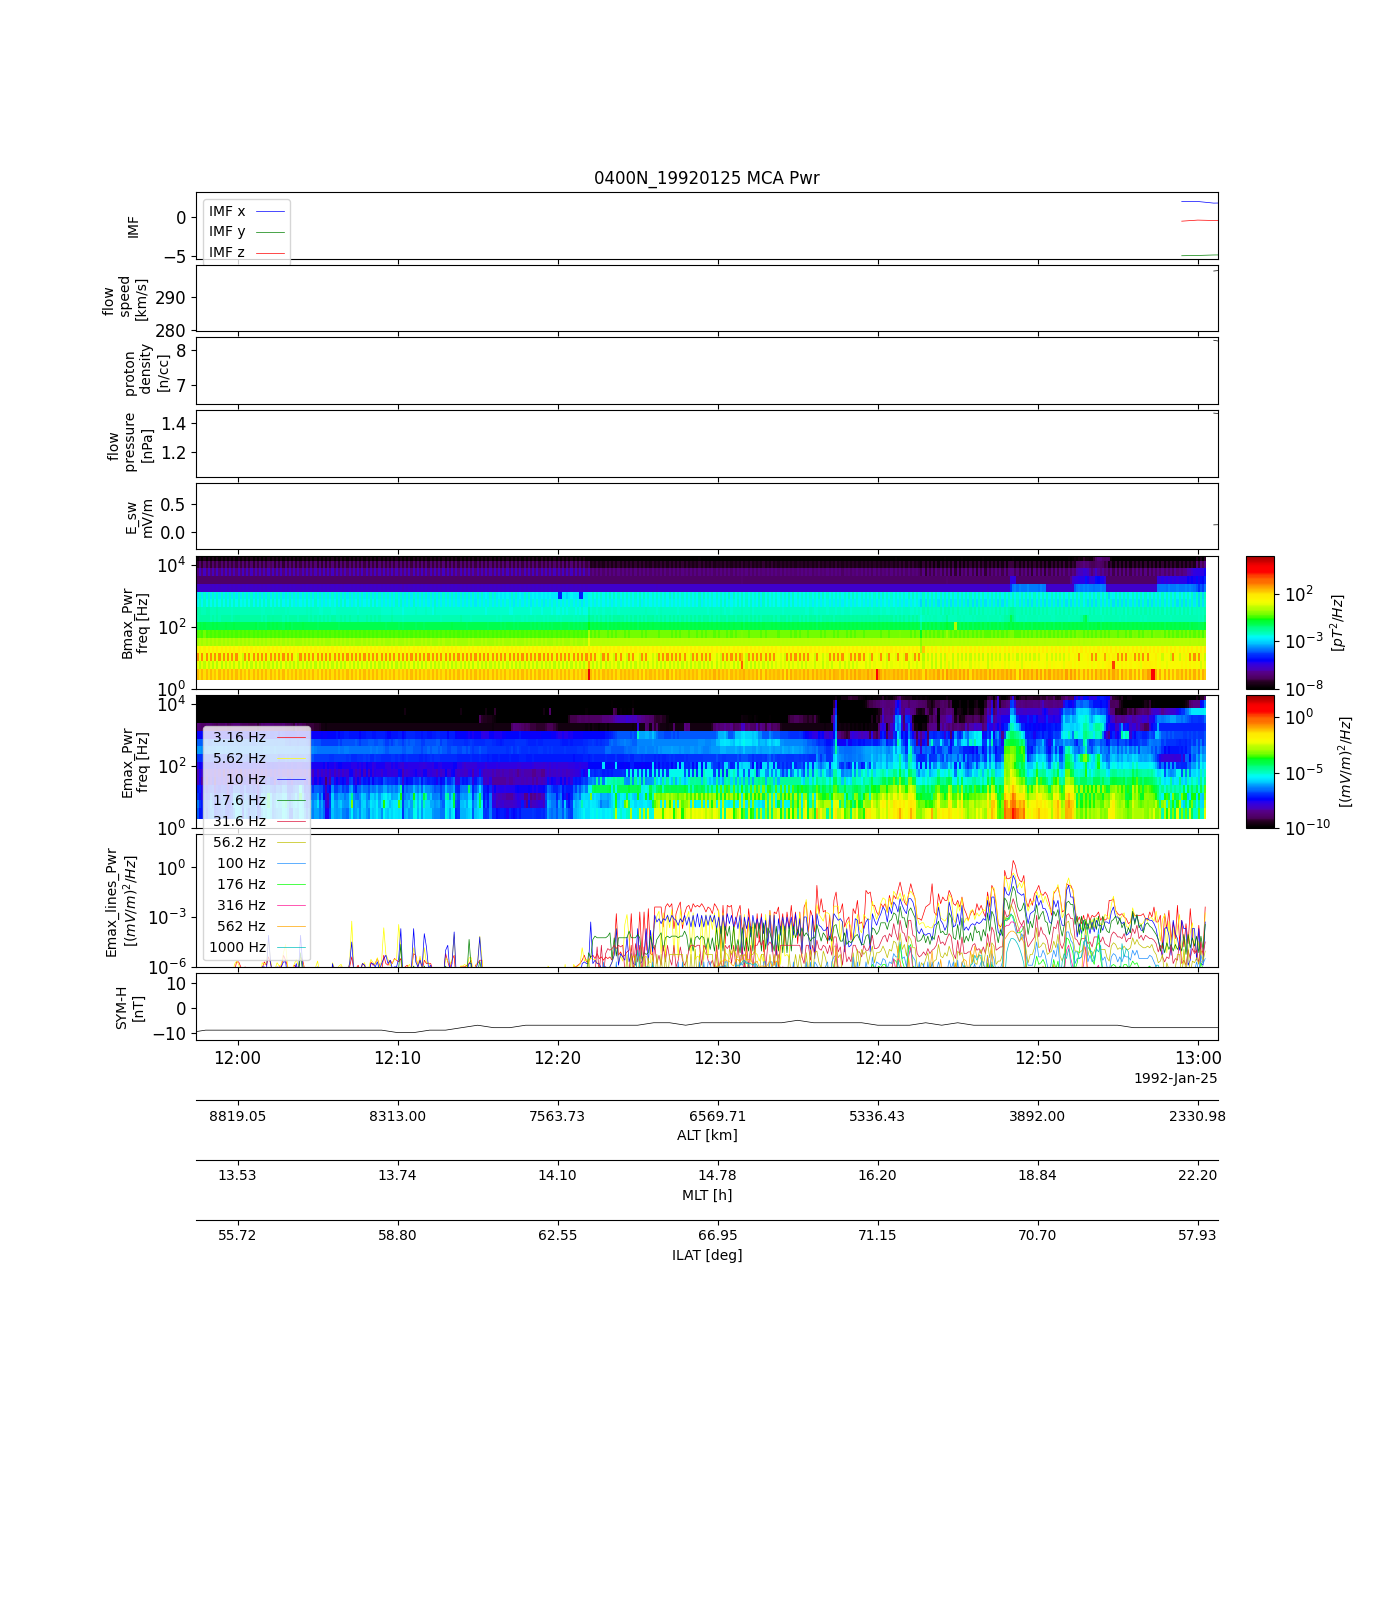 0400N_19920125 MCA Pwr
IMF
0
−5
IMF x
IMF y
IMF z
flow
speed
[km/s]
290
280
proton
density
[n/cc]
8
7
flow
pressure
[nPa]
1.4
1.2
E_sw
mV/m
0.5
0.0
Bmax_Pwr
freq [Hz]
10^4
10^2
10^0
10^2
10^-3
10^-8
[pT^2/Hz]
Emax_Pwr
freq [Hz]
10^4
10^2
10^0
10^0
10^-5
10^-10
[(mV/m)^2/Hz]
3.16 Hz
5.62 Hz
10 Hz
17.6 Hz
31.6 Hz
56.2 Hz
100 Hz
176 Hz
316 Hz
562 Hz
1000 Hz
Emax_lines_Pwr
[(mV/m)^2/Hz]
10^0
10^-3
10^-6
SYM-H
[nT]
10
0
−10
12:00 12:10 12:20 12:30 12:40 12:50 13:00
1992-Jan-25
8819.05 8313.00 7563.73 6569.71 5336.43 3892.00 2330.98
ALT [km]
13.53 13.74 14.10 14.78 16.20 18.84 22.20
MLT [h]
55.72 58.80 62.55 66.95 71.15 70.70 57.93
ILAT [deg]